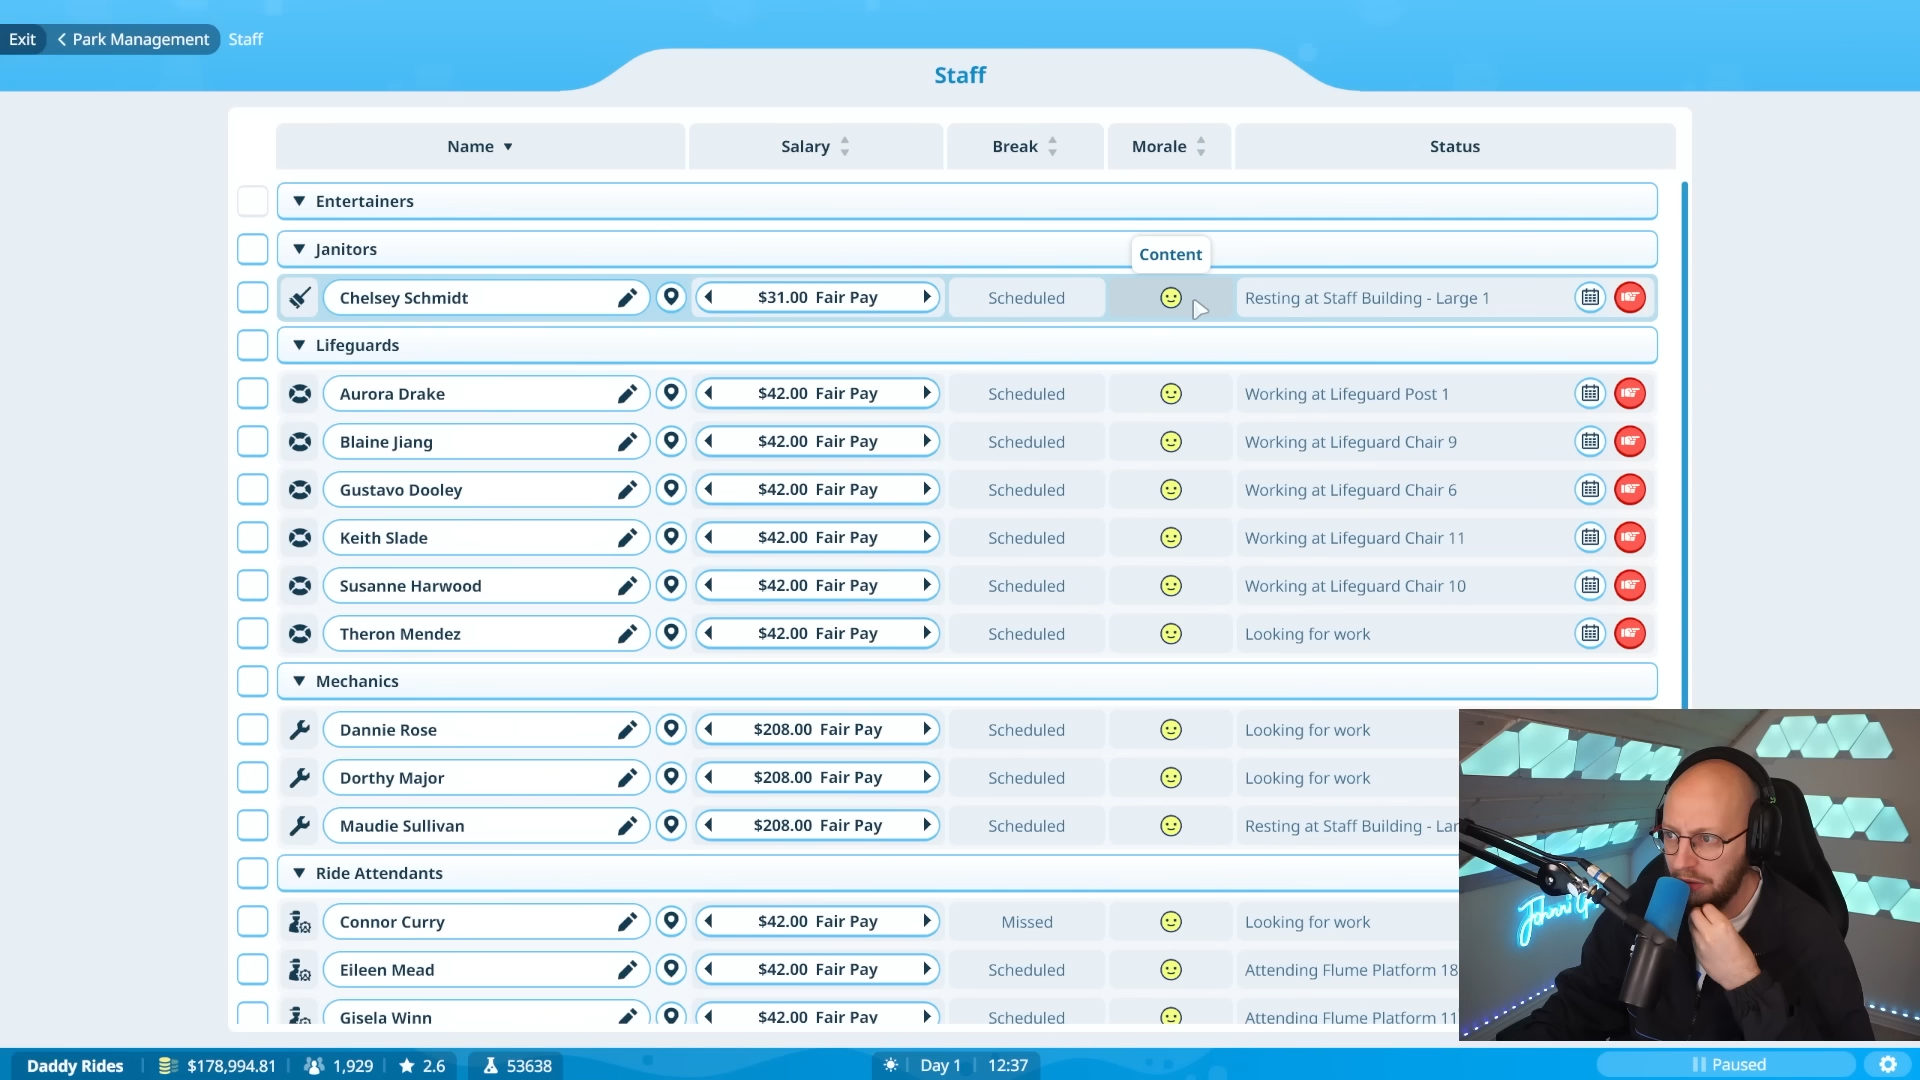 Exit
Park Management
Staff
Staff
Name
Salary
Break
Morale
Status
Entertainers
Janitors
Content
Chelsey Schmidt
$31.00 Fair Pay
Scheduled
Resting at Staff Building - Large 1
Lifeguards
Aurora Drake
$42.00 Fair Pay
Scheduled
Working at Lifeguard Post 1
Blaine Jiang
$42.00 Fair Pay
Scheduled
Working at Lifeguard Chair 9
Gustavo Dooley
$42.00 Fair Pay
Scheduled
Working at Lifeguard Chair 6
Keith Slade
$42.00 Fair Pay
Scheduled
Working at Lifeguard Chair 11
Susanne Harwood
$42.00 Fair Pay
Scheduled
Working at Lifeguard Chair 10
Theron Mendez
$42.00 Fair Pay
Scheduled
Looking for work
Mechanics
Dannie Rose
$208.00 Fair Pay
Scheduled
Looking for work
Dorthy Major
$208.00 Fair Pay
Scheduled
Looking for work
Maudie Sullivan
$208.00 Fair Pay
Scheduled
Resting at Staff Building - Lar
Ride Attendants
Connor Curry
$42.00 Fair Pay
Missed
Looking for work
Eileen Mead
$42.00 Fair Pay
Scheduled
Attending Flume Platform 18
Gisela Winn
$42.00 Fair Pay
Scheduled
Attending Flume Platform 11
Daddy Rides
$178,994.81
1,929
2.6
53638
Day 1
12:37
Paused